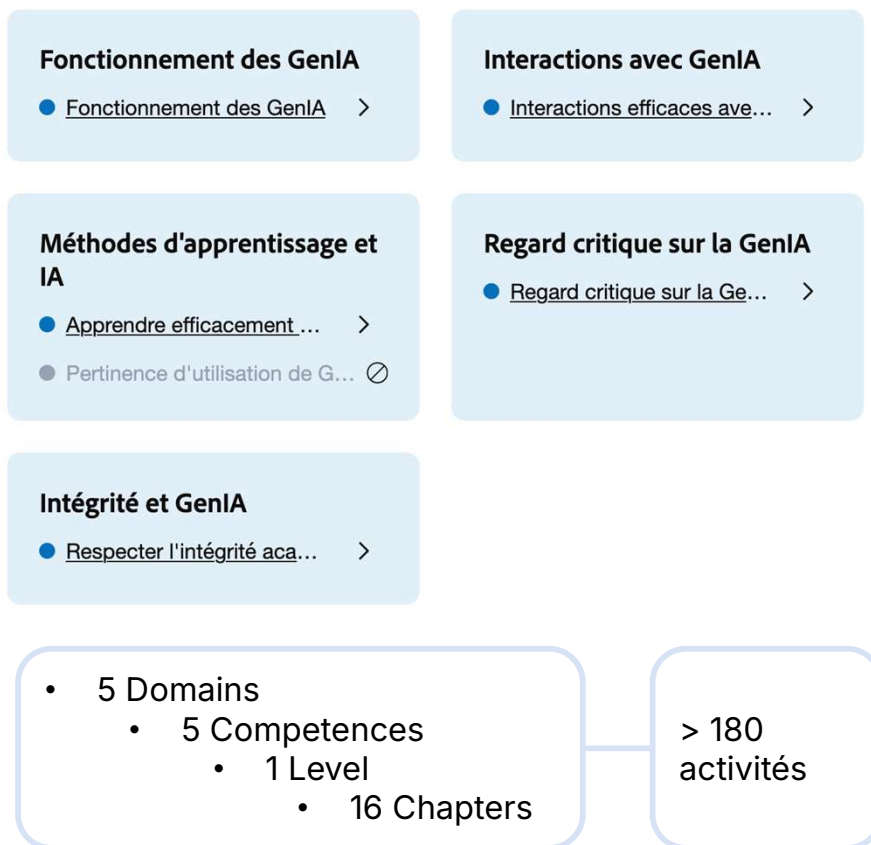 Fonctionnement des GenIA
Fonctionnement des GenIA
Interactions avec GenIA
Interactions efficaces ave...
Méthodes d'apprentissage et
IA
Apprendre efficacement ...
Pertinence d'utilisation de G...
Regard critique sur la GenIA
Regard critique sur la Ge...
Intégrité et GenIA
Respecter l'intégrité aca...
• 5 Domains
• 5 Competences
• 1 Level
• 16 Chapters
> 180
activités